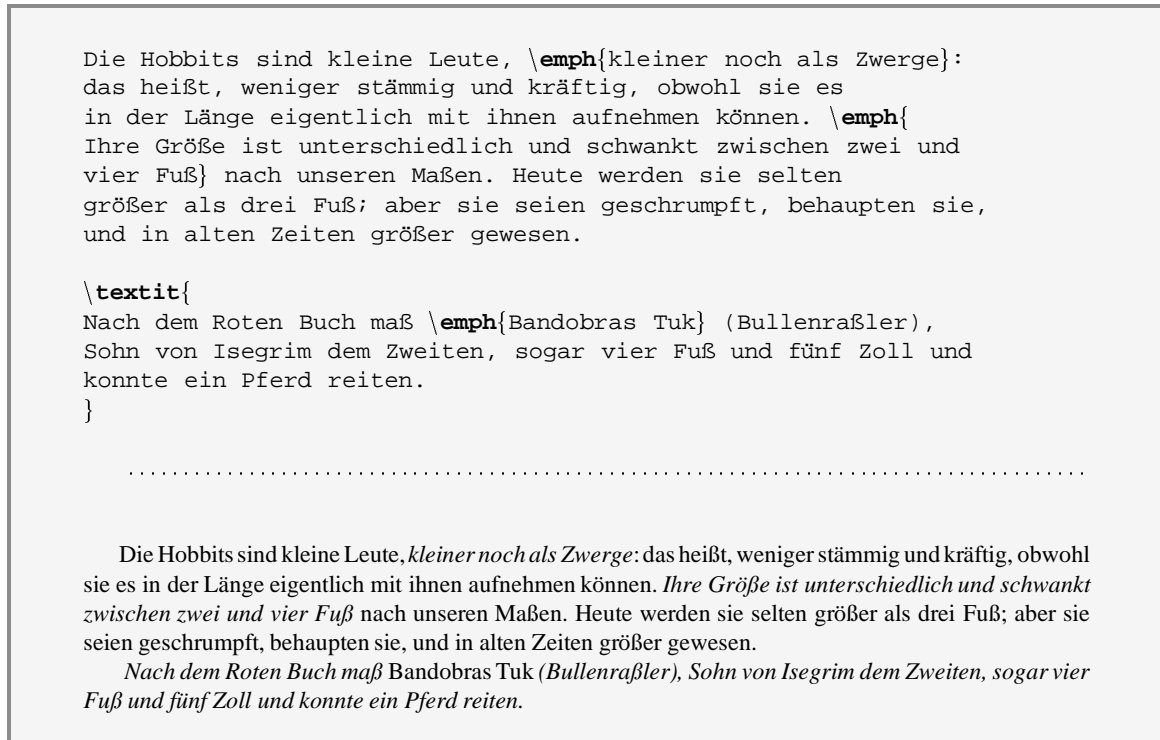 Die Hobbits sind kleine Leute, \emph{kleiner noch als Zwerge}:
das heißt, weniger stämmig und kräftig, obwohl sie es
in der Länge eigentlich mit ihnen aufnehmen können. \emph{
Ihre Größe ist unterschiedlich und schwankt zwischen zwei und
vier Fuß} nach unseren Maßen. Heute werden sie selten
größer als drei Fuß; aber sie seien geschrumpft, behaupten sie,
und in alten Zeiten größer gewesen.
\textit{
Nach dem Roten Buch maß \emph{Bandobras Tuk} (Bullenraßler),
Sohn von Isegrim dem Zweiten, sogar vier Fuß und fünf Zoll und
konnte ein Pferd reiten.
}
Die Hobbits sind kleine Leute, kleiner noch als Zwerge: das heißt, weniger stämmig und kräftig, obwohl
sie es in der Länge eigentlich mit ihnen aufnehmen können. Ihre Größe ist unterschiedlich und schwankt
zwischen zwei und vier Fuß nach unseren Maßen. Heute werden sie selten größer als drei Fuß; aber sie
seien geschrumpft, behaupten sie, und in alten Zeiten größer gewesen.
Nach dem Roten Buch maß Bandobras Tuk (Bullenraßler), Sohn von Isegrim dem Zweiten, sogar vier
Fuß und fünf Zoll und konnte ein Pferd reiten.